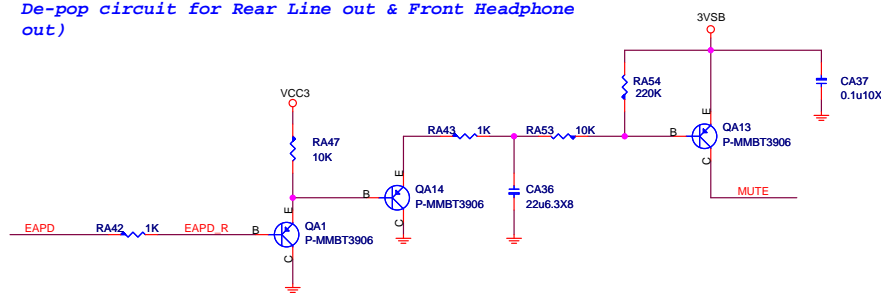 De-pop circuit for Rear Line out & Front Headphone
out)
3VSB
RA54
220K
CA37
0.1u10X
VCC3
RA47
10K
RA43
1K
RA53
10K
B
E
C
QA13
P-MMBT3906
MUTE
B
E
C
QA14
P-MMBT3906
CA36
22u6.3X8
EAPD
RA42
1K
EAPD_R
B
E
C
QA1
P-MMBT3906